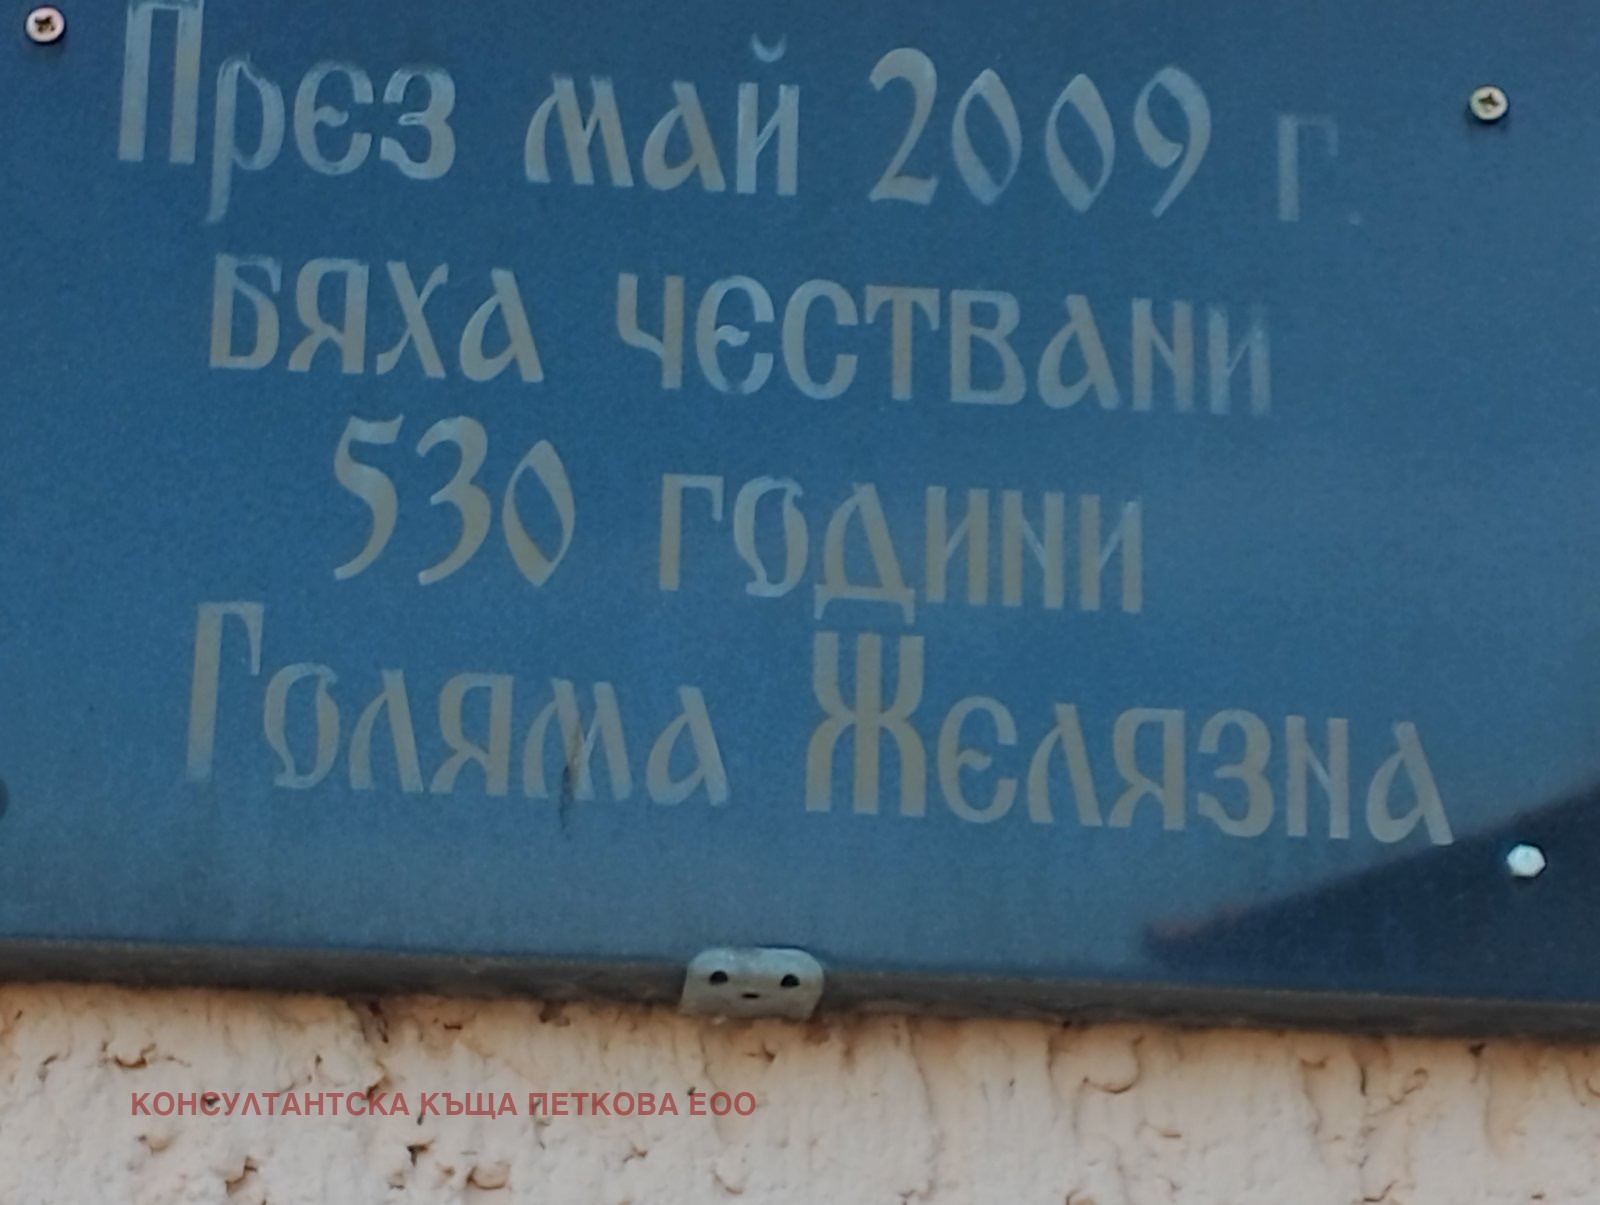 През май 2009 г.
бяха чествани
530 години
Голяма Желязна
КОНСУЛТАНТСКА КЪЩА ПЕТКОВА ЕОО